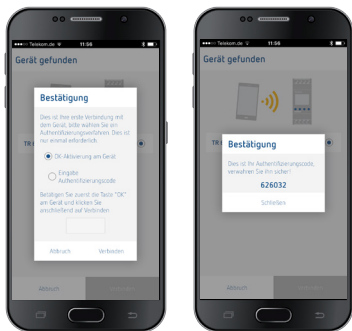 Telekom.de 11:56
Gerät gefunden
Bestätigung
Dies ist Ihre erste Verbindung mit
dem Gerät, bitte wählen Sie ein
Authentifizierungsverfahren. Dies ist
nur einmal erforderlich.
TR
OK-Aktivierung am Gerät
Eingabe
Authentifizierungscode
Betätigen Sie zuerst die Taste "OK"
am Gerät und klicken Sie
anschließend auf Verbinden
Abbruch Verbinden
Abbruch
Telekom.de 11:56
Gerät gefunden
TR
Bestätigung
Dies ist Ihr Authentifizierungscode,
verwahren Sie ihn sicher!
626032
Schließen
Abbruch